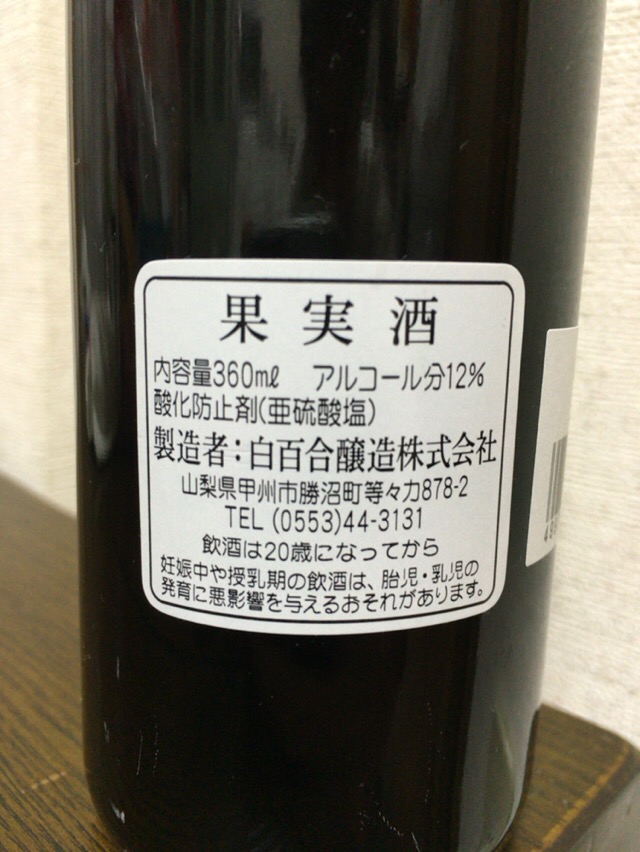 果実酒
内容量360mℓ アルコール分12%
酸化防止剤(亜硫酸塩)
製造者:白百合醸造株式会社
山梨県甲州市勝沼町等々力878-2
TEL (0553)44-3131
飲酒は20歳になってから
妊娠中や授乳期の飲酒は、胎児・乳児の
発育に悪影響を与えるおそれがあります。